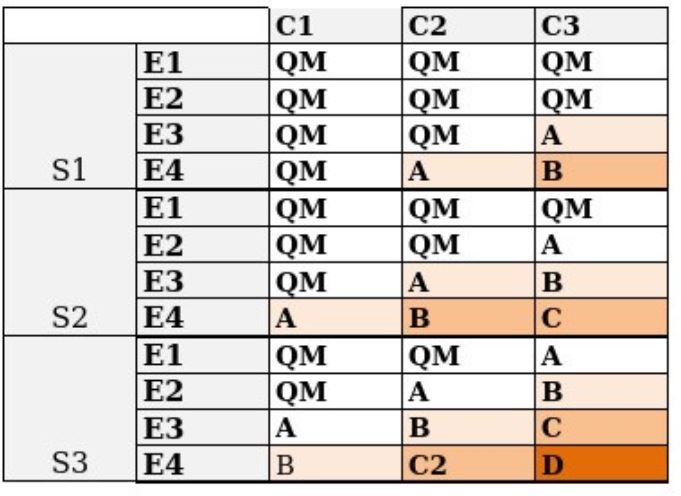 C1 C2 C3
E1 QM QM QM
E2 QM QM QM
E3 QM QM A
S1 E4 QM A B
E1 QM QM QM
E2 QM QM A
E3 QM A B
S2 E4 A B C
E1 QM QM A
E2 QM A B
E3 A B C
S3 E4 B C2 D